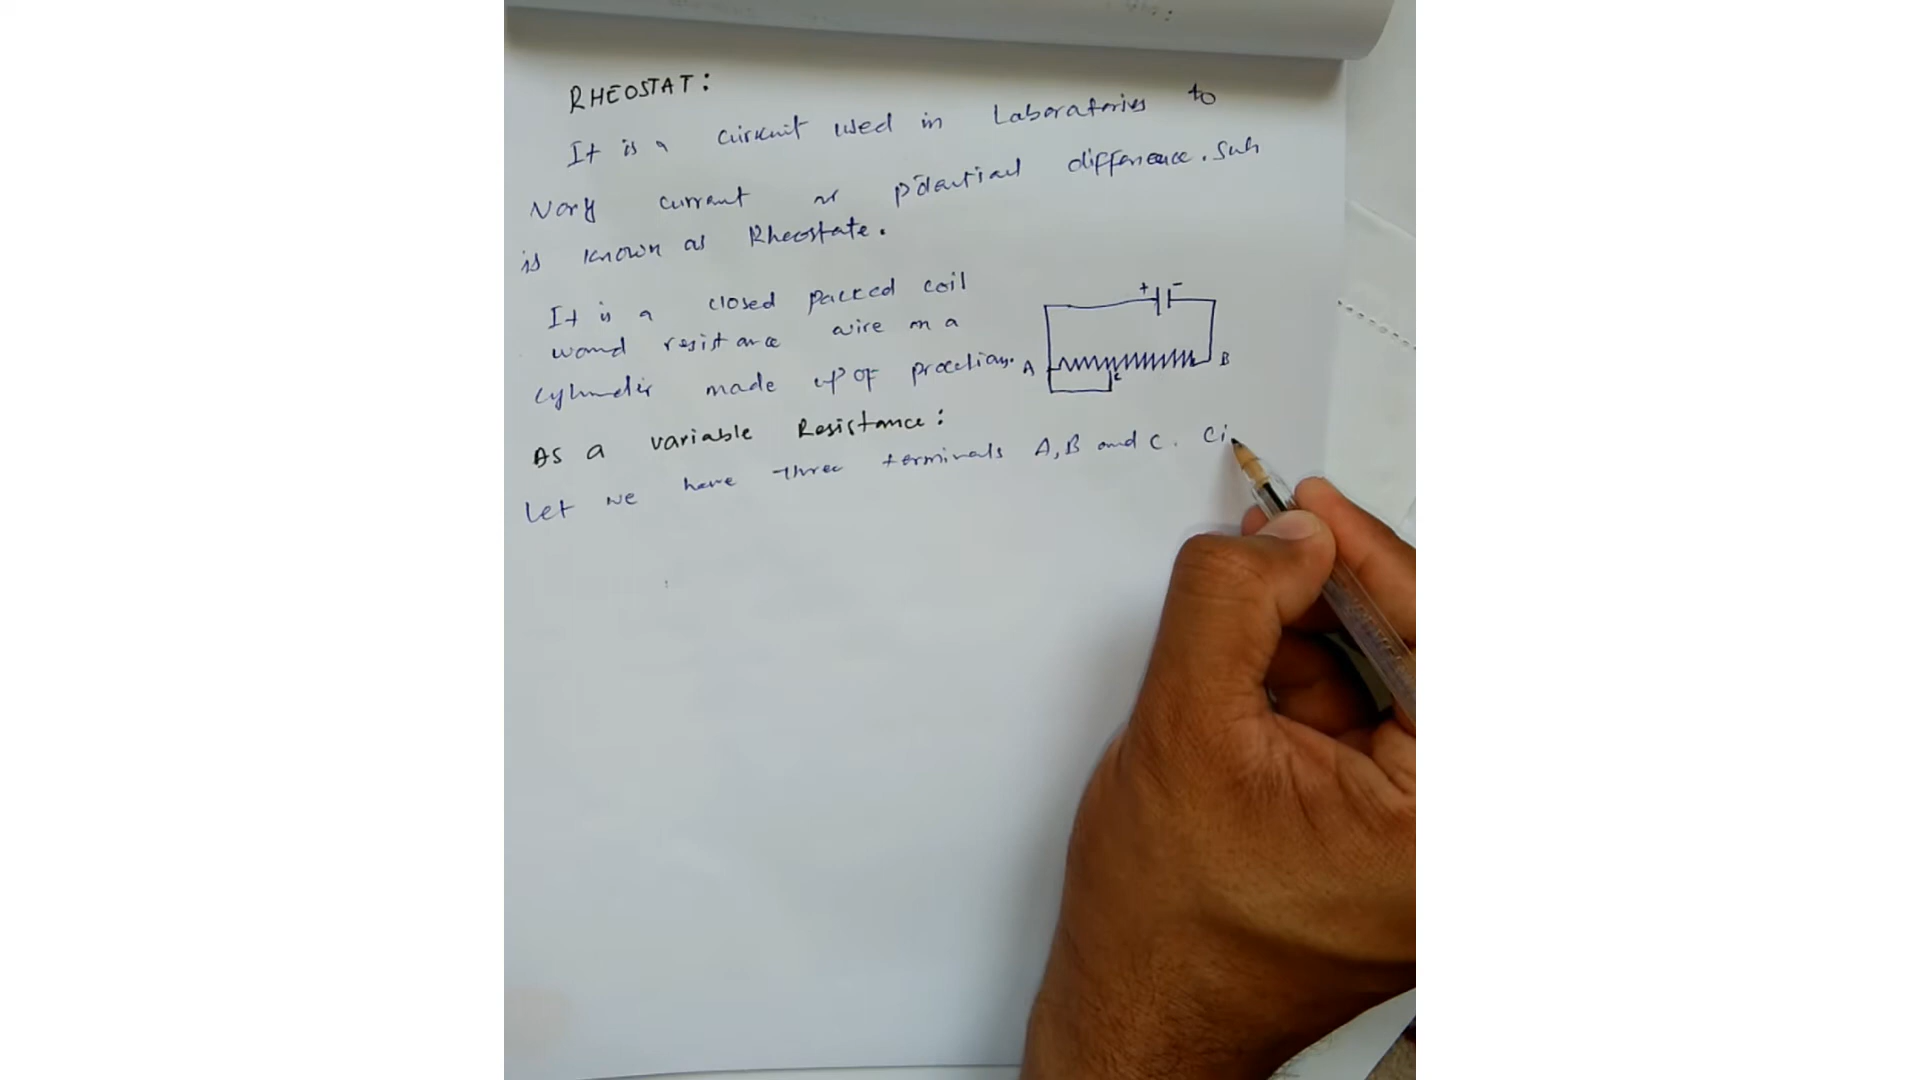 RHEOSTAT:
It is a circuit used in Laboratories to
Vary current or potential difference. Such
is known as Rheostate.
It is a closed packed coil
wound resistance wire on a
cylinder made up of
As a variable Resistance:
Let we have three terminals A, B and C. Ci
+ -
A B
C